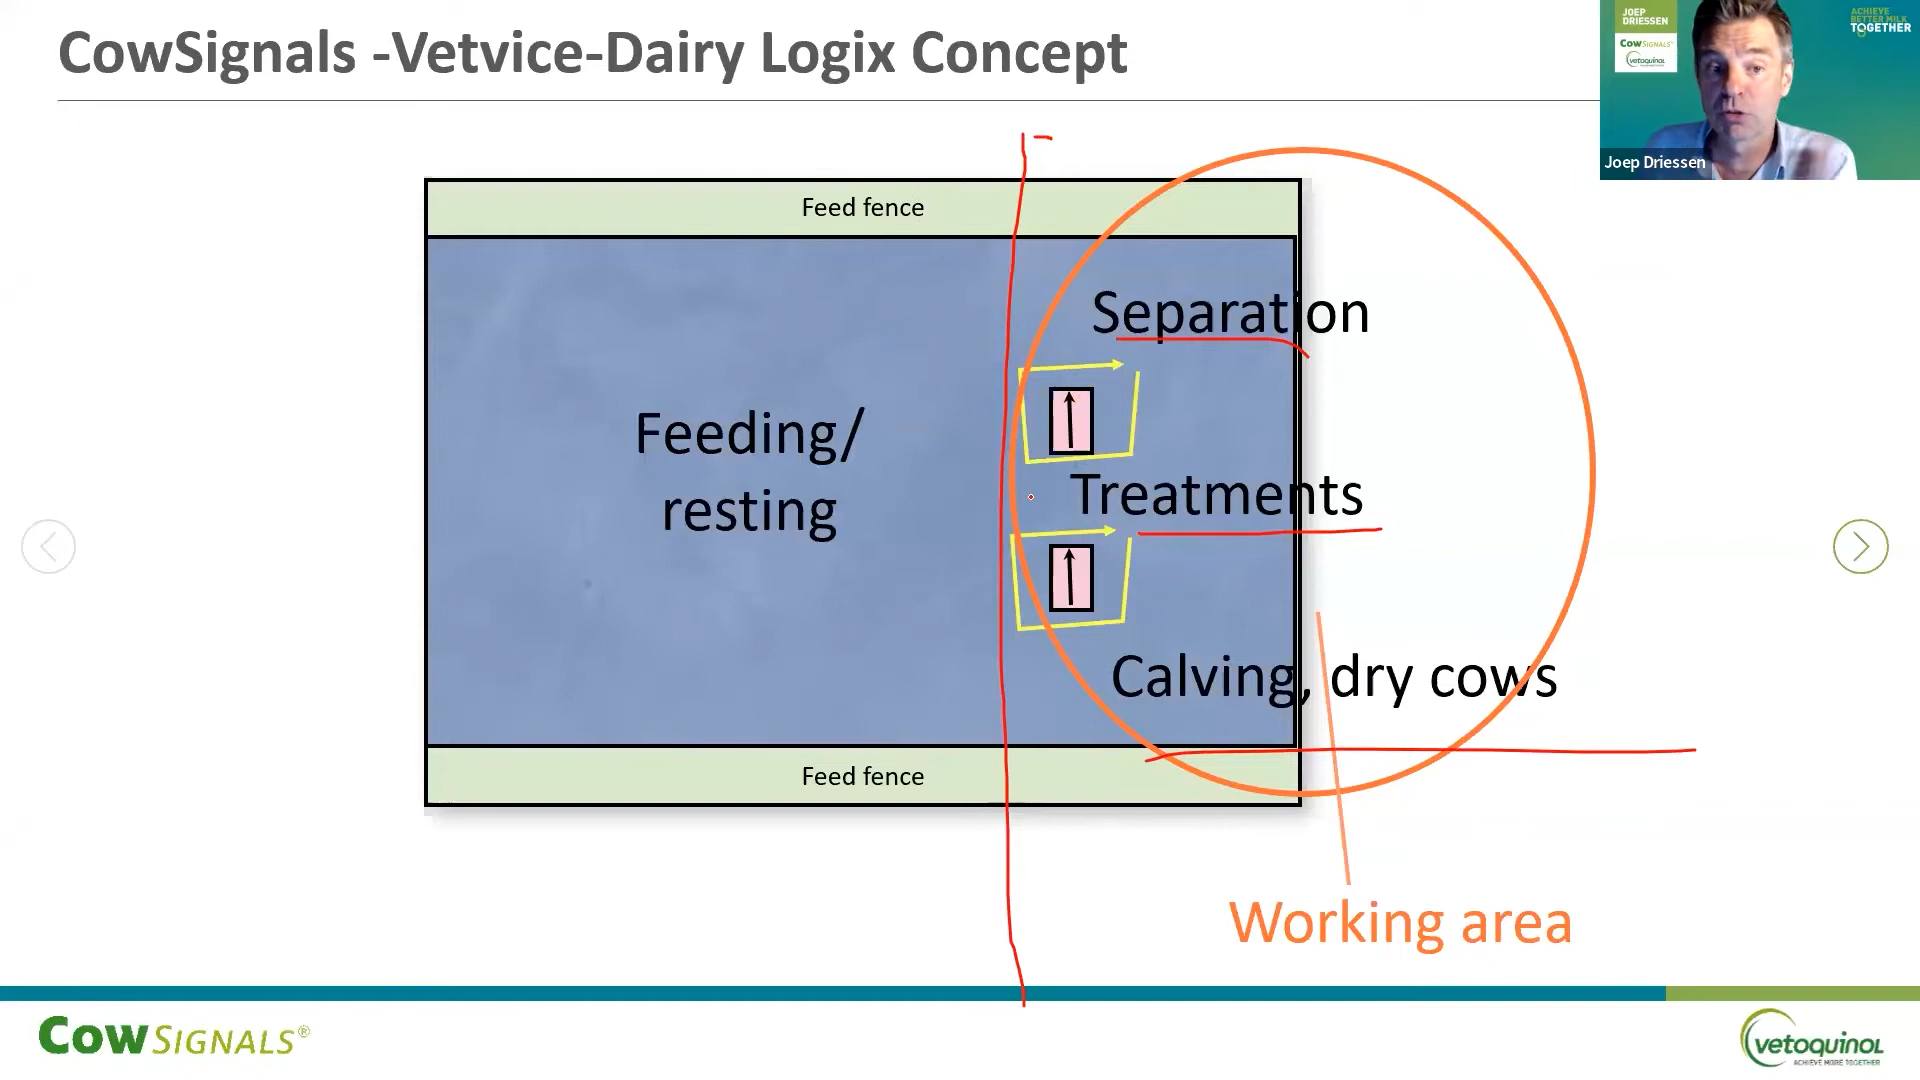 CowSignals -Vetvice-Dairy Logix Concept
JOEP
DRIESSEN
COWSIGNALS®
vetoquinol
ACHIEVE
BETTER MILK
TOGETHER
Joep Driessen
Feed fence
Separation
Feeding/
resting
Treatments
Calving, dry cows
Feed fence
Working area
COWSIGNALS®
vetoquinol
ACHIEVE MORE TOGETHER